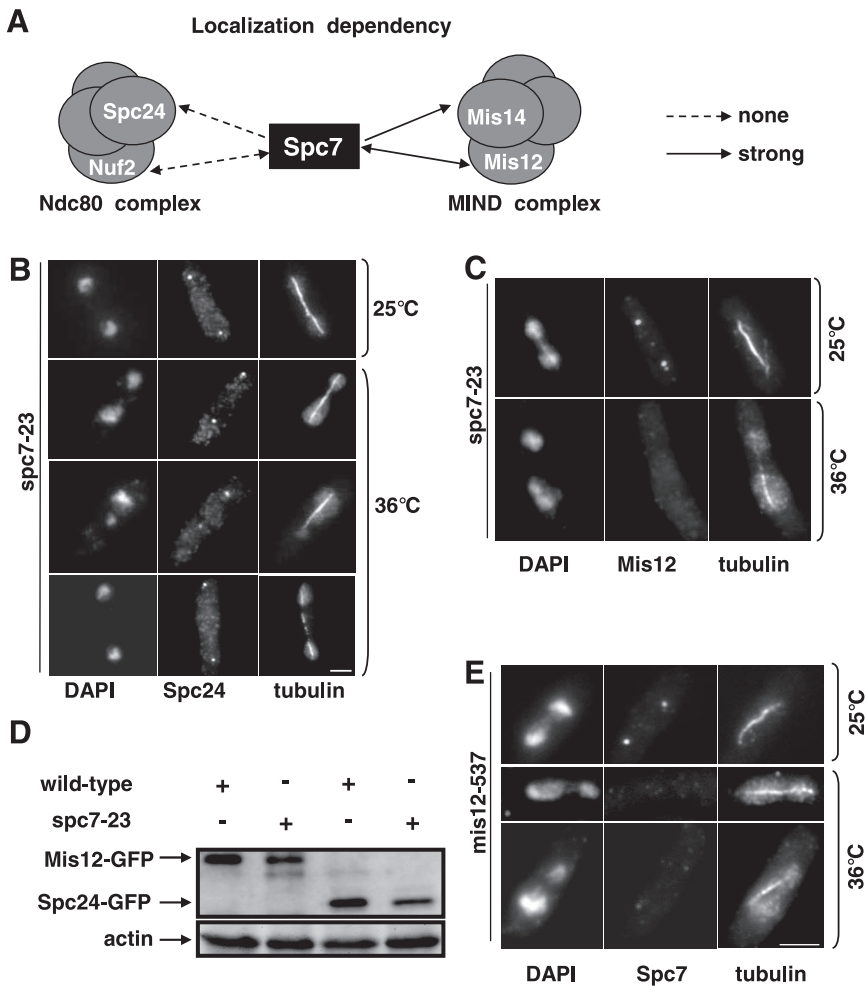 A
Localization dependency
Spc24
Nuf2
Ndc80 complex
Spc7
Mis14
Mis12
MIND complex
none
strong
B
spc7-23
25°C
36°C
DAPI Spc24 tubulin
C
spc7-23
25°C
36°C
DAPI Mis12 tubulin
D
wild-type + - + -
spc7-23 - + - +
Mis12-GFP
Spc24-GFP
actin
E
mis12-537
25°C
36°C
DAPI Spc7 tubulin